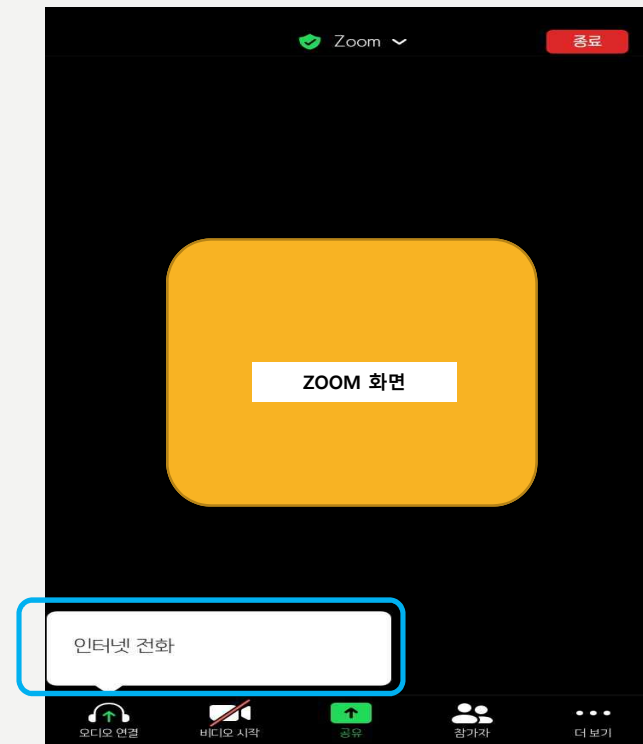 Zoom
종료
ZOOM 화면
인터넷 전화
오디오 연결
비디오 시작
공유
참가자
더 보기